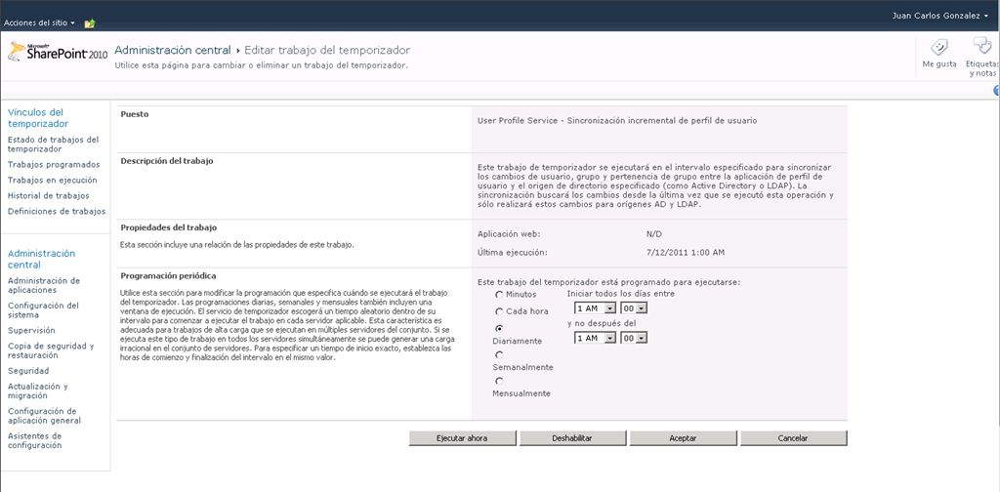 Juan Carlos Gonzalez
Acciones del sitio
Microsoft
SharePoint 2010
Administración central › Editar trabajo del temporizador
Utilice esta página para cambiar o eliminar un trabajo del temporizador.
Me gusta
Etiquetas
y notas
Vínculos del
temporizador
Estado de trabajos del
temporizador
Trabajos programados
Trabajos en ejecución
Historial de trabajos
Definiciones de trabajos
Administración
central
Administración de
aplicaciones
Configuración del
sistema
Supervisión
Copia de seguridad y
restauración
Seguridad
Actualización y
migración
Configuración de
aplicación general
Asistentes de
configuración
Puesto
User Profile Service - Sincronización incremental de perfil de usuario
Descripción del trabajo
Este trabajo de temporizador se ejecutará en el intervalo especificado para sincronizar
los cambios de usuario, grupo y pertenencia de grupo entre la aplicación de perfil de
usuario y el origen de directorio especificado (como Active Directory o LDAP). La
sincronización buscará los cambios desde la última vez que se ejecutó esta operación y
sólo realizará estos cambios para orígenes AD y LDAP.
Propiedades del trabajo
Esta sección incluye una relación de las propiedades de este trabajo.
Aplicación web: N/D
Última ejecución: 7/12/2011 1:00 AM
Programación periódica
Utilice esta sección para modificar la programación que especifica cuándo se ejecutará el trabajo
del temporizador. Las programaciones diarias, semanales y mensuales también incluyen una
ventana de ejecución. El servicio de temporizador escogerá un tiempo aleatorio dentro de su
intervalo para comenzar a ejecutar el trabajo en cada servidor aplicable. Esta característica es
adecuada para trabajos de alta carga que se ejecutan en múltiples servidores del conjunto. Si se
ejecuta este tipo de trabajo en todos los servidores simultáneamente se puede generar una carga
irracional en el conjunto de servidores. Para especificar un tiempo de inicio exacto, establezca las
horas de comienzo y finalización del intervalo en el mismo valor.
Este trabajo del temporizador está programado para ejecutarse:
Minutos
Cada hora
Diariamente
Semanalmente
Mensualmente
Iniciar todos los días entre
1 AM 00
y no después del
1 AM 00
Ejecutar ahora
Deshabilitar
Aceptar
Cancelar